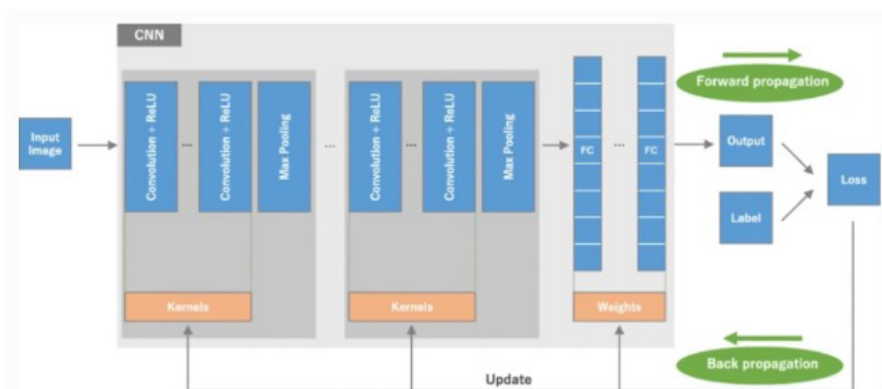 CNN
Forward propagation
Input
Image
Convolution + ReLU
...
Convolution + ReLU
Max Pooling
...
Convolution + ReLU
...
Convolution + ReLU
Max Pooling
FC
...
FC
Output
Label
Loss
Kernels
Kernels
Weights
Back propagation
Update